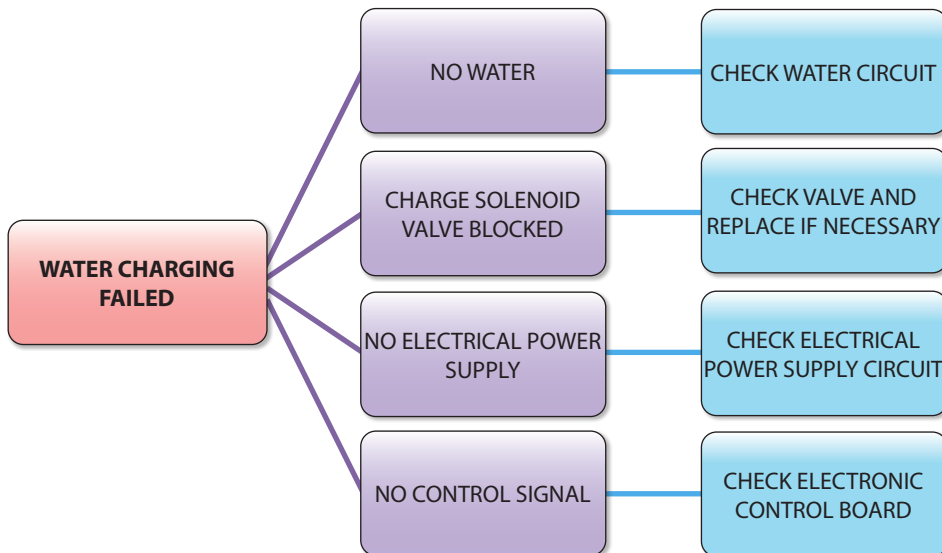 NO WATER
CHECK WATER CIRCUIT
CHARGE SOLENOID
VALVE BLOCKED
CHECK VALVE AND
REPLACE IF NECESSARY
WATER CHARGING
FAILED
NO ELECTRICAL POWER
SUPPLY
CHECK ELECTRICAL
POWER SUPPLY CIRCUIT
NO CONTROL SIGNAL
CHECK ELECTRONIC
CONTROL BOARD